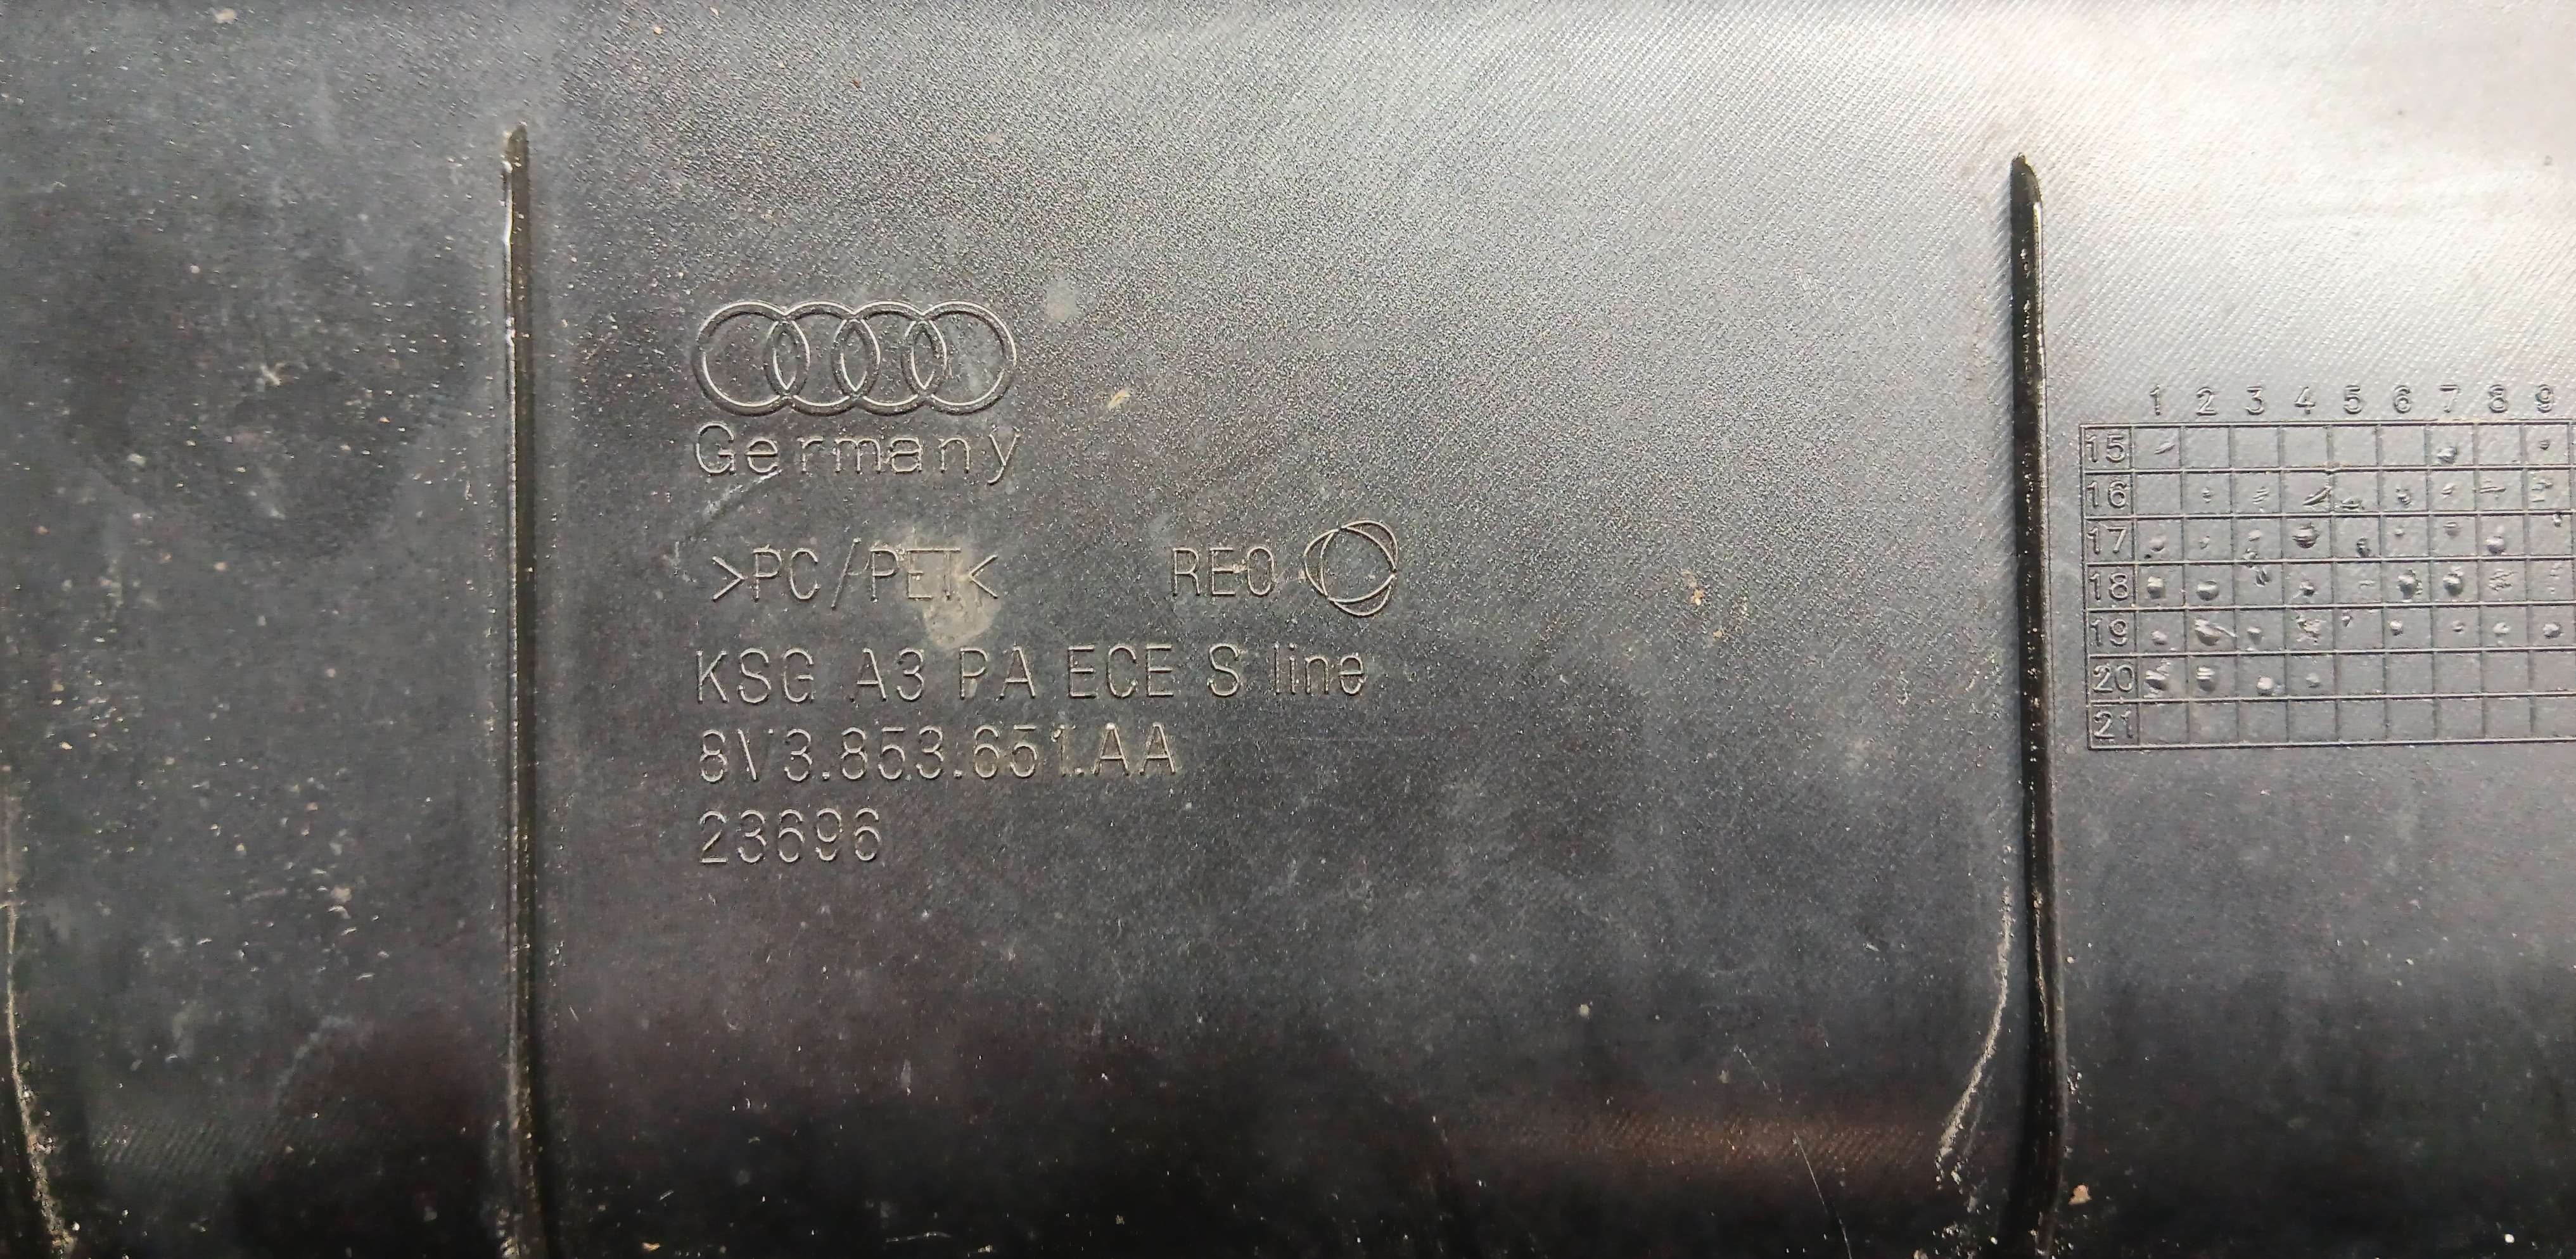 Germany
>PC/PET< REO
KSG A3 PA ECE S line
8V3.853.651.AA
23696
1 2 3 4 5 6 7 8 9
15
16
17
18
19
20
21